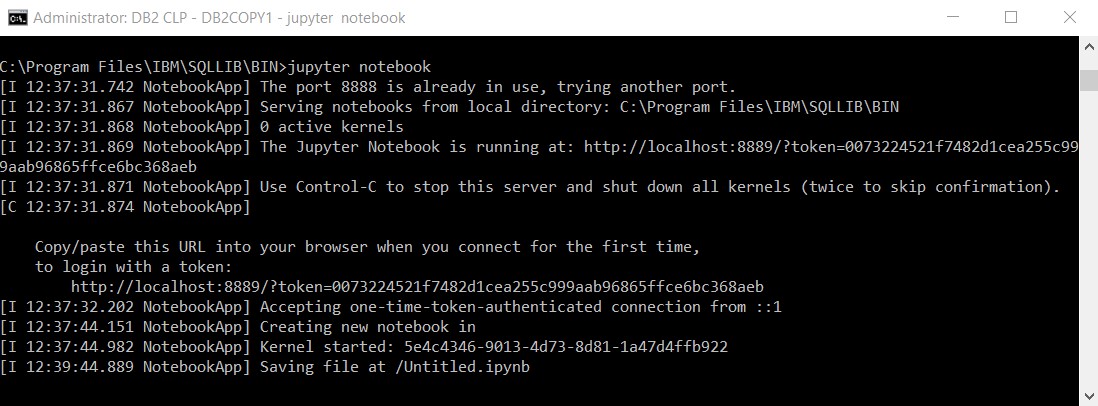 Administrator: DB2 CLP - DB2COPY1 - jupyter notebook
C:\Program Files\IBM\SQLLIB\BIN>jupyter notebook
[I 12:37:31.742 NotebookApp] The port 8888 is already in use, trying another port.
[I 12:37:31.867 NotebookApp] Serving notebooks from local directory: C:\Program Files\IBM\SQLLIB\BIN
[I 12:37:31.868 NotebookApp] 0 active kernels
[I 12:37:31.869 NotebookApp] The Jupyter Notebook is running at: http://localhost:8889/?token=0073224521f7482d1cea255c99
9aab96865ffce6bc368aeb
[I 12:37:31.871 NotebookApp] Use Control-C to stop this server and shut down all kernels (twice to skip confirmation).
[C 12:37:31.874 NotebookApp]
Copy/paste this URL into your browser when you connect for the first time,
to login with a token:
http://localhost:8889/?token=0073224521f7482d1cea255c999aab96865ffce6bc368aeb
[I 12:37:32.202 NotebookApp] Accepting one-time-token-authenticated connection from ::1
[I 12:37:44.151 NotebookApp] Creating new notebook in
[I 12:37:44.982 NotebookApp] Kernel started: 5e4c4346-9013-4d73-8d81-1a47d4ffb922
[I 12:39:44.889 NotebookApp] Saving file at /Untitled.ipynb